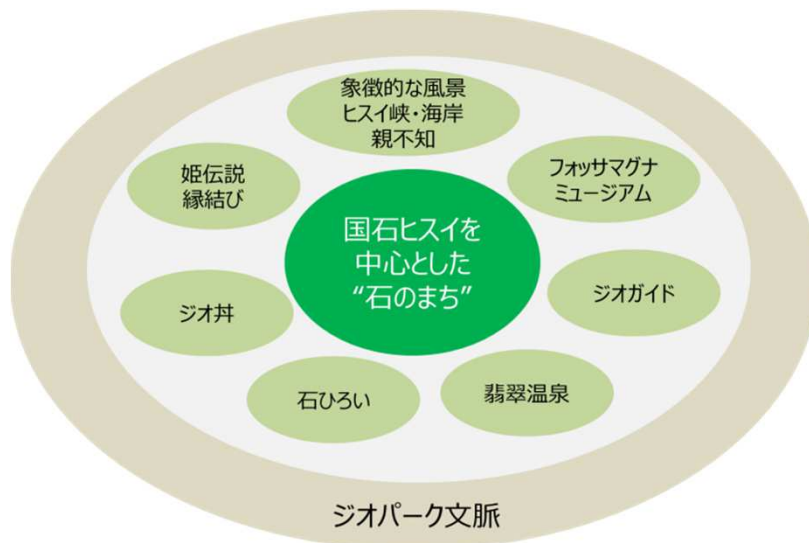 象徴的な風景
ヒスイ峡・海岸
親不知
姫伝説
縁結び
フォッサマグナ
ミュージアム
国石ヒスイを
中心とした
“石のまち”
ジオ丼
ジオガイド
石ひろい
翡翠温泉
ジオパーク文脈